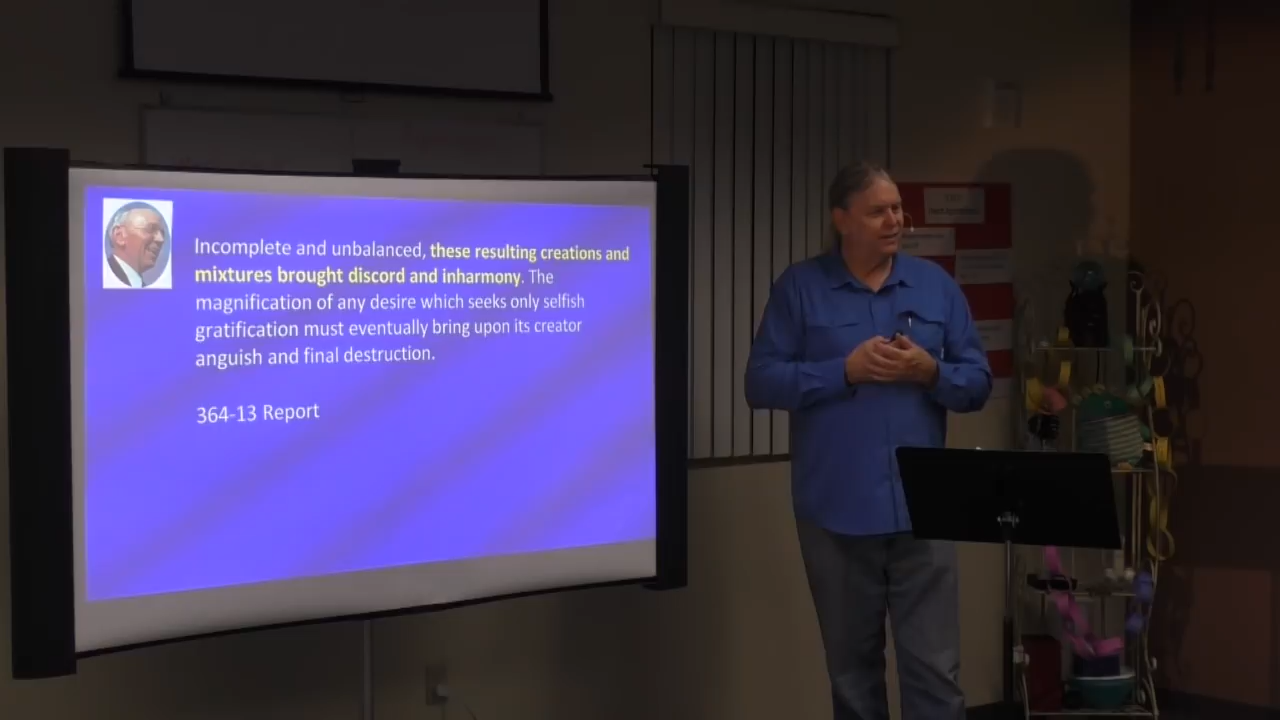 Incomplete and unbalanced, these resulting creations and
mixtures brought discord and inharmony. The
magnification of any desire which seeks only selfish
gratification must eventually bring upon its creator
anguish and final destruction.
364-13 Report